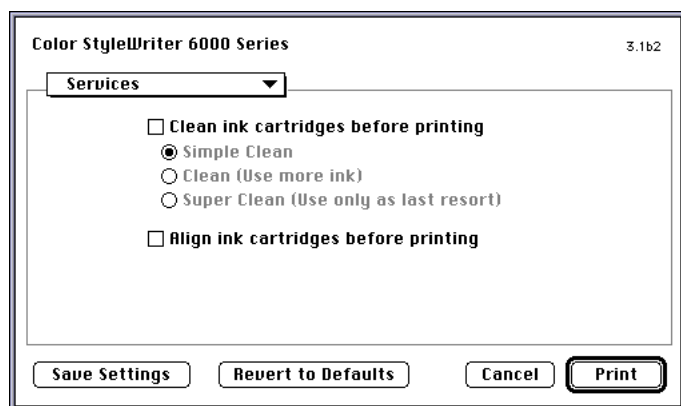 Color StyleWriter 6000 Series 3.1b2
Services
Clean ink cartridges before printing
Simple Clean
Clean (Use more ink)
Super Clean (Use only as last resort)
Align ink cartridges before printing
Save Settings Revert to Defaults Cancel Print